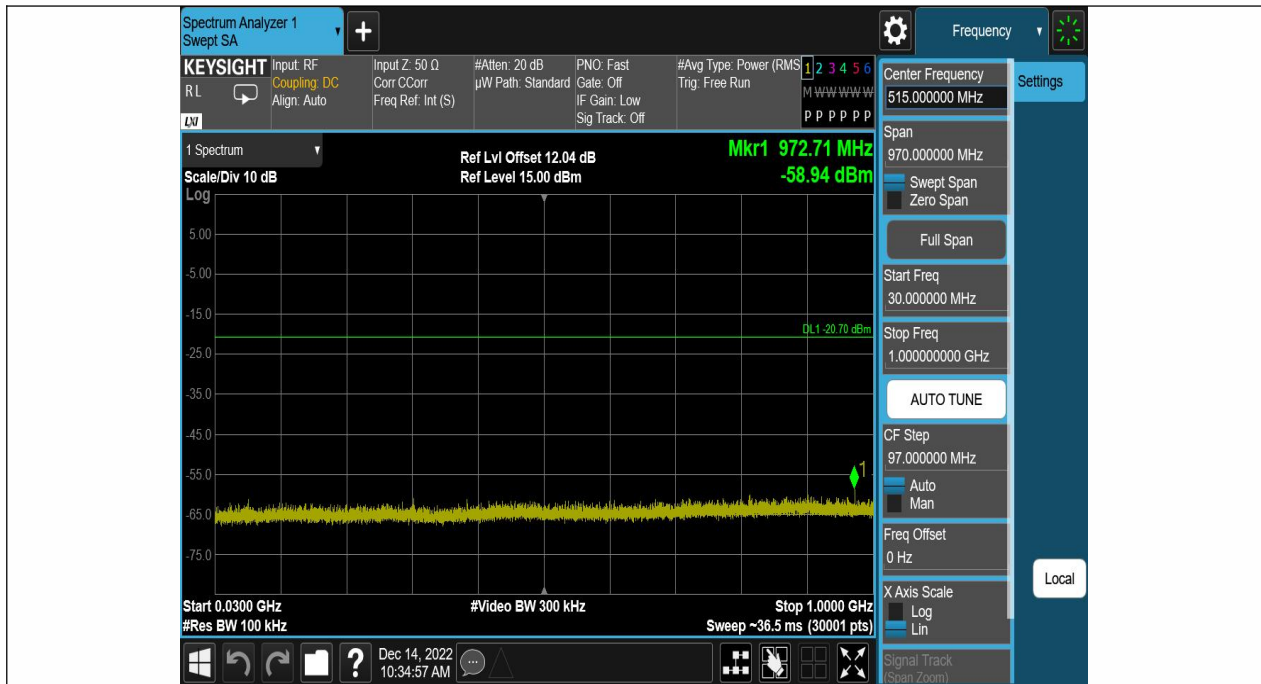 Spectrum Analyzer 1
Swept SA
Frequency
KEYSIGHT
R L
LXI
Input: RF
Coupling: DC
Align: Auto
Input Z: 50 Ω
Corr CCorr
Freq Ref: Int (S)
#Atten: 20 dB
µW Path: Standard
PNO: Fast
Gate: Off
IF Gain: Low
Sig Track: Off
#Avg Type: Power (RMS
Trig: Free Run
1 2 3 4 5 6
M W W W W W
P P P P P P
1 Spectrum
Scale/Div 10 dB
Log
Ref Lvl Offset 12.04 dB
Ref Level 15.00 dBm
Mkr1 972.71 MHz
-58.94 dBm
5.00
-5.00
-15.0
DL1 -20.70 dBm
-25.0
-35.0
-45.0
-55.0
1
-65.0
-75.0
Start 0.0300 GHz
#Res BW 100 kHz
#Video BW 300 kHz
Stop 1.0000 GHz
Sweep ~36.5 ms (30001 pts)
?
Dec 14, 2022
10:34:57 AM
Center Frequency
515.000000 MHz
Settings
Span
970.000000 MHz
Swept Span
Zero Span
Full Span
Start Freq
30.000000 MHz
Stop Freq
1.000000000 GHz
AUTO TUNE
CF Step
97.000000 MHz
Auto
Man
Freq Offset
0 Hz
X Axis Scale
Log
Lin
Signal Track
(Span Zoom)
Local